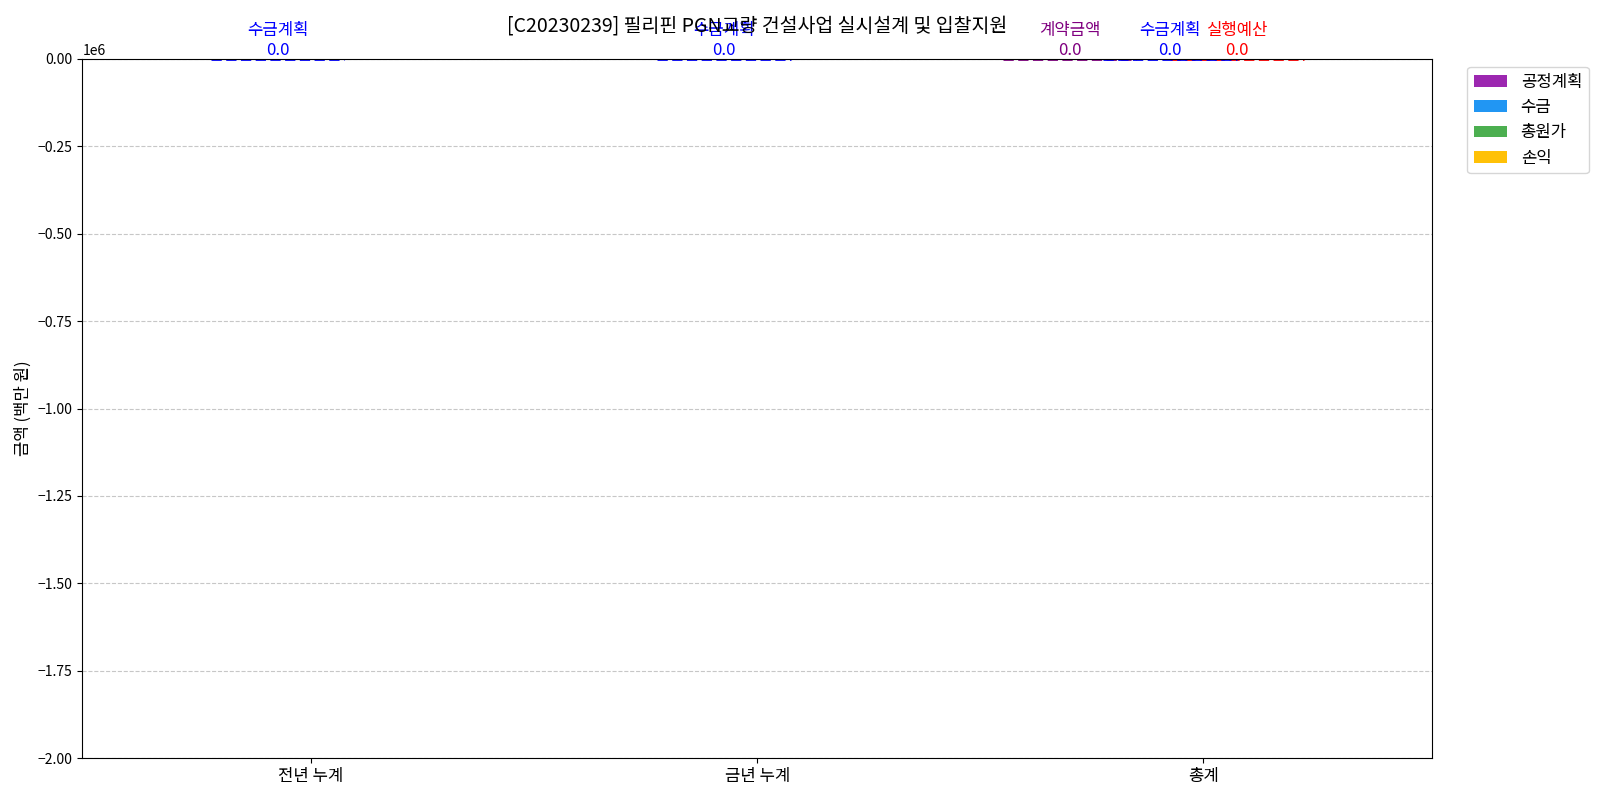 [C20230239] 필리핀 PGN교량 건설사업 실시설계 및 입찰지원
수금계획
0.0
수금계획
0.0
계약금액
0.0
수금계획
0.0
실행예산
0.0
1e6
0.00
−0.25
−0.50
−0.75
−1.00
−1.25
−1.50
−1.75
−2.00
금액 (백만 원)
전년 누계
금년 누계
총계
공정계획
수금
총원가
손익